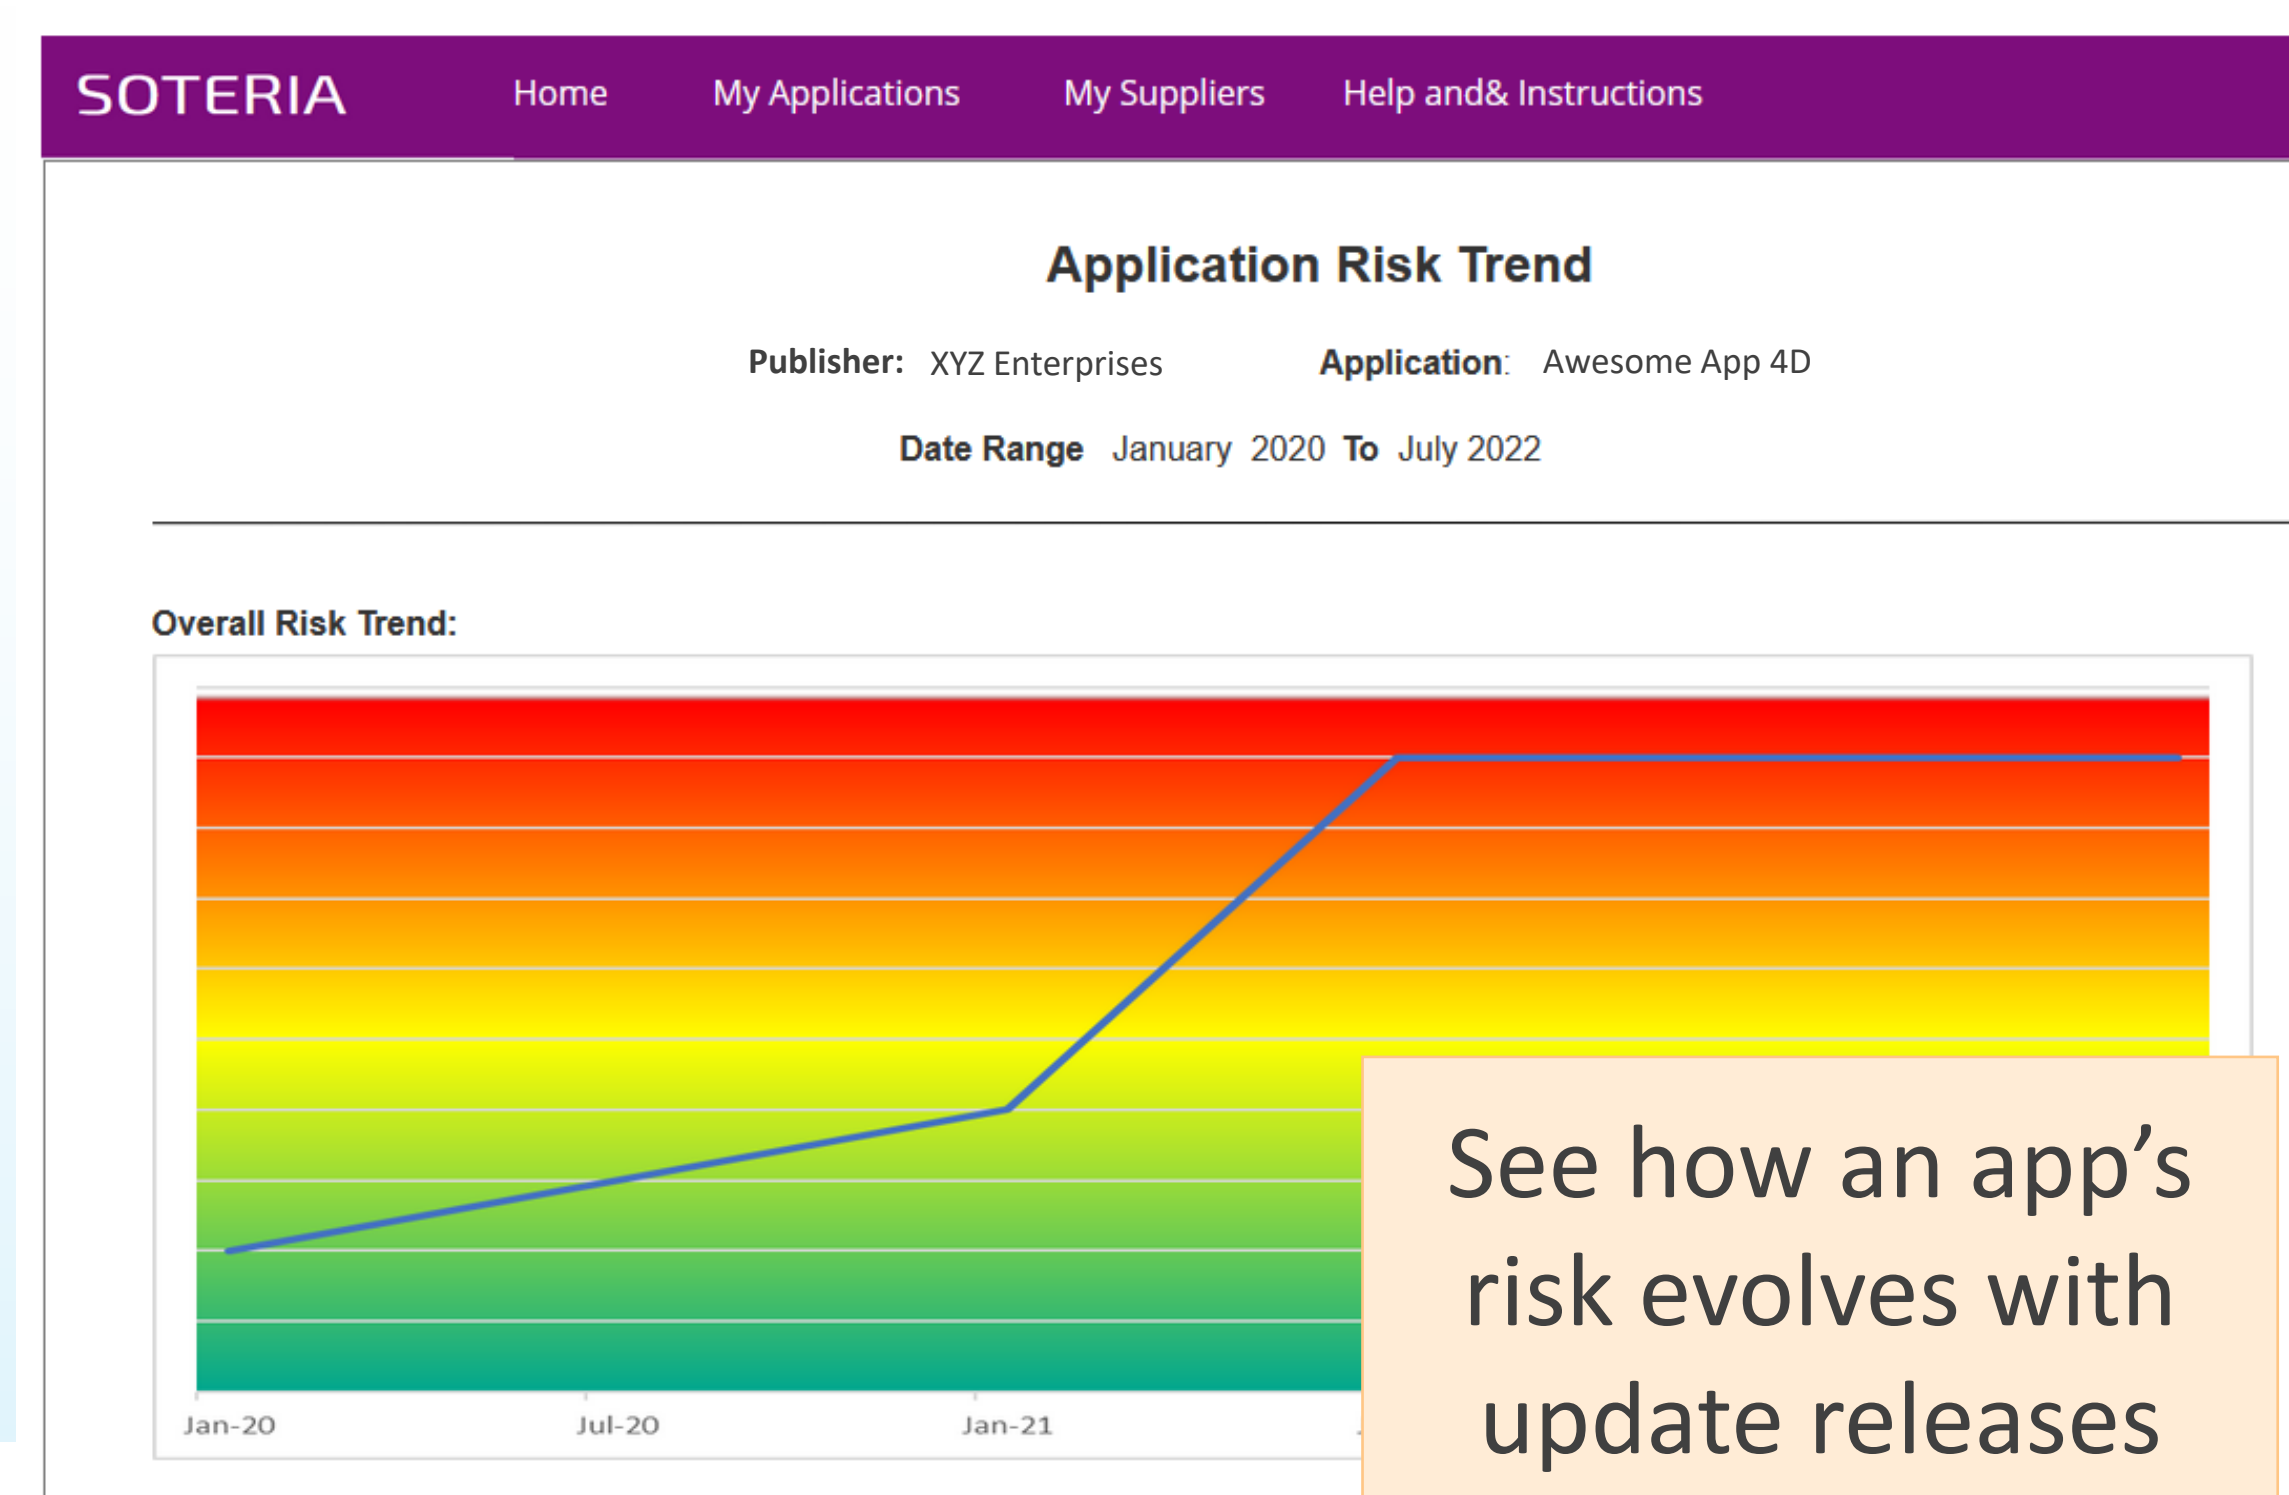 SOTERIA Home My Applications My Suppliers Help and& Instructions
Application Risk Trend
Publisher: XYZ Enterprises Application: Awesome App 4D
Date Range January 2020 To July 2022
Overall Risk Trend:
Jan-20 Jul-20 Jan-21
See how an app’s
risk evolves with
update releases